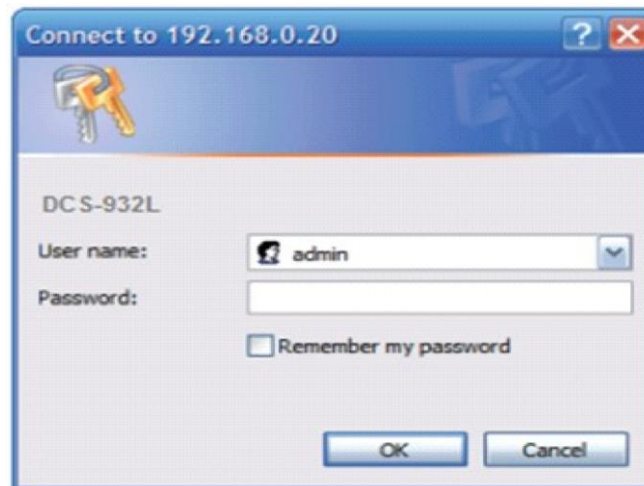 Connect to 192.168.0.20
?
DCS-932L
User name:
admin
Password:
Remember my password
OK
Cancel